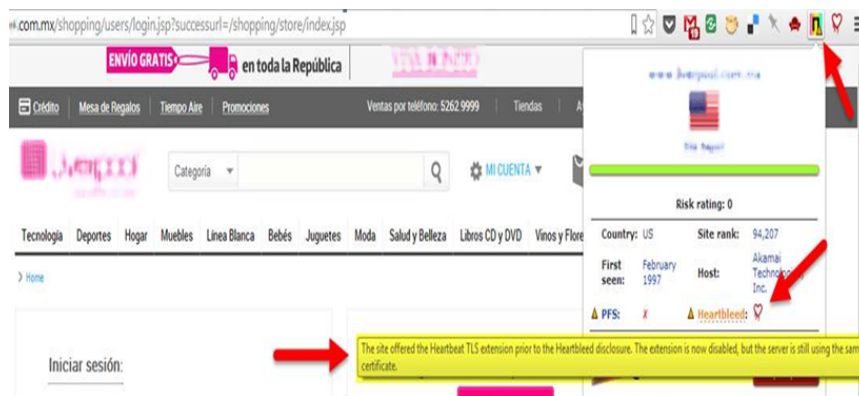 .com.mx/shopping/users/login.jsp?successurl=/shopping/store/index.jsp
ENVÍO GRATIS en toda la República
Crédito Mesa de Regalos Tiempo Aire Promociones Ventas por teléfono: 5262 9999 Tiendas
Categoría MI CUENTA
Tecnología Deportes Hogar Muebles Línea Blanca Bebés Juguetes Moda Salud y Belleza Libros CD y DVD Vinos y Flore
> Home
Iniciar sesión:
Risk rating: 0
Country: US Site rank: 94,207
First seen: February 1997 Host: Akamai Inc.
PFS: X Heartbleed:
The site offered the Heartbeat TLS extension prior to the Heartbleed disclosure. The extension is now disabled, but the server is still using the sam
certificate.